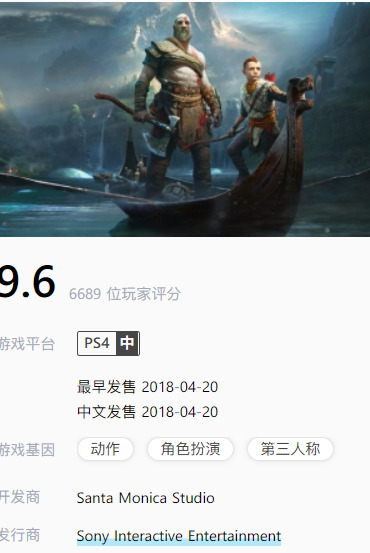 9.6 6689 位玩家评分
游戏平台 PS4 中
最早发售 2018-04-20
中文发售 2018-04-20
游戏基因 动作 角色扮演 第三人称
开发商 Santa Monica Studio
发行商 Sony Interactive Entertainment